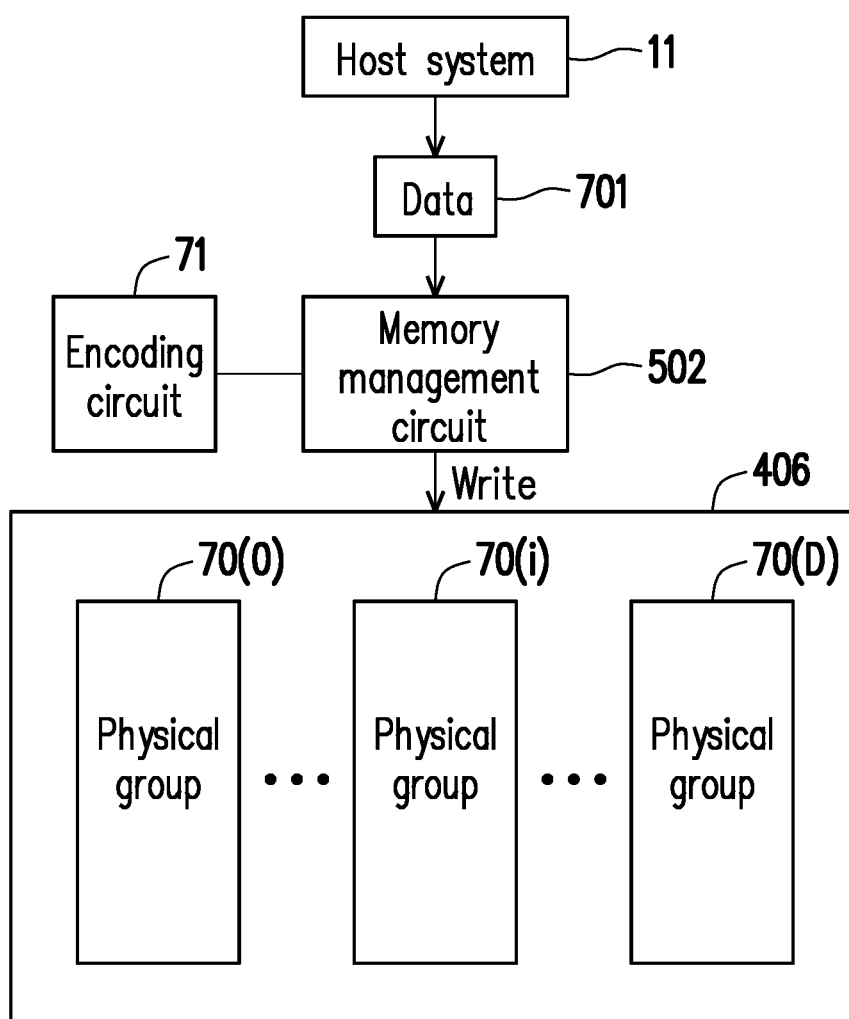 Host system
11
Data
701
71
Encoding
circuit
Memory
management
circuit
502
Write
406
70(0)
70(i)
70(D)
Physical
group
•••
Physical
group
•••
Physical
group